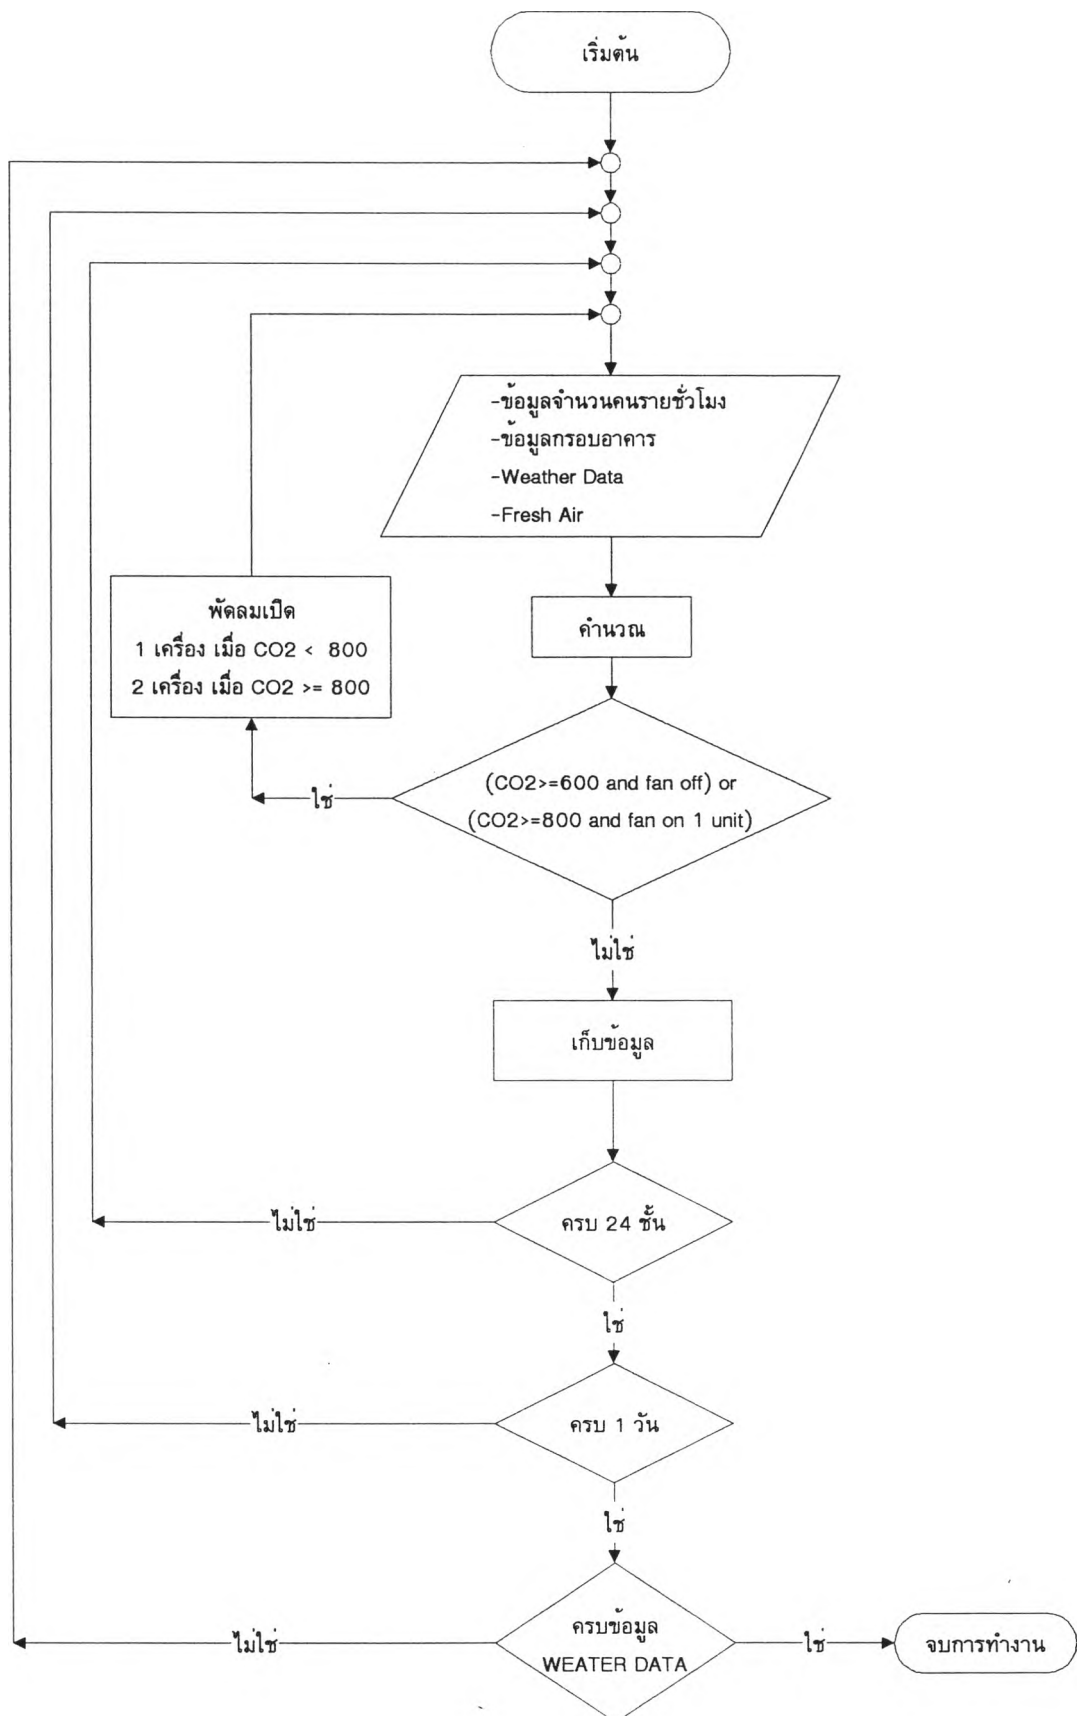 เริ่มต้น
-ข้อมูลจำนวนคนรายชั่วโมง
-ข้อมูลกรอบอาคาร
-Weather Data
-Fresh Air
พัดลมเปิด
1 เครื่อง เมื่อ CO2 < 800
2 เครื่อง เมื่อ CO2 >= 800
คำนวณ
(CO2>=600 and fan off) or
(CO2>=800 and fan on 1 unit)
ใช่
ไม่ใช่
เก็บข้อมูล
ครบ 24 ชั้น
ไม่ใช่
ใช่
ครบ 1 วัน
ไม่ใช่
ใช่
ครบข้อมูล
WEATER DATA
ไม่ใช่
ใช่
จบการทำงาน